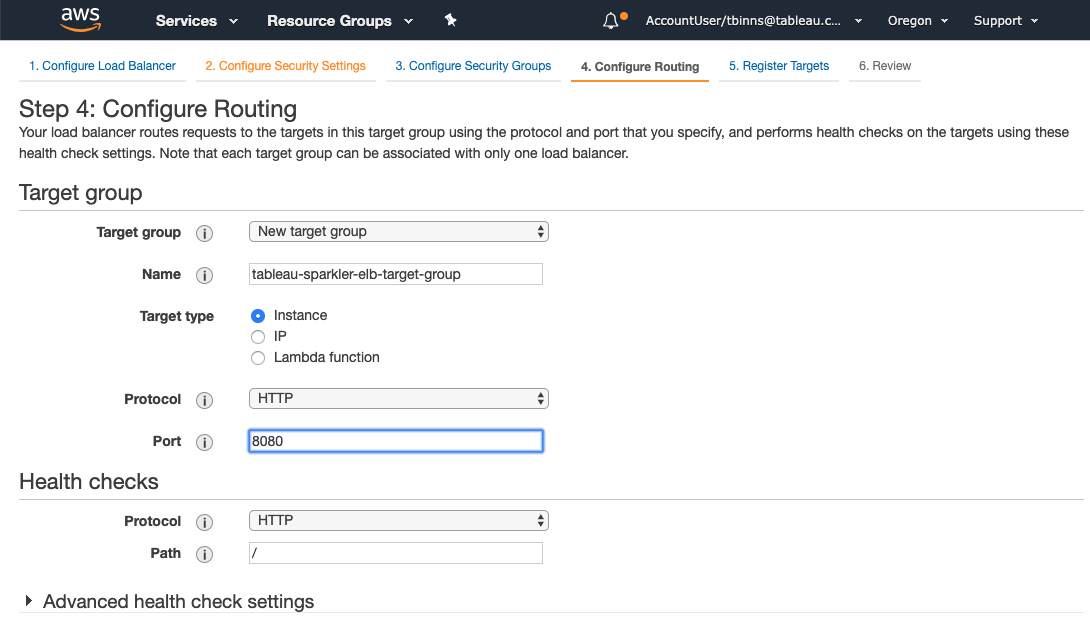 aws Services Resource Groups AccountUser/tbinns@tableau.c... Oregon Support
1. Configure Load Balancer 2. Configure Security Settings 3. Configure Security Groups 4. Configure Routing 5. Register Targets 6. Review
Step 4: Configure Routing
Your load balancer routes requests to the targets in this target group using the protocol and port that you specify, and performs health checks on the targets using these
health check settings. Note that each target group can be associated with only one load balancer.
Target group
Target group i New target group
Name i tableau-sparkler-elb-target-group
Target type Instance
IP
Lambda function
Protocol i HTTP
Port i 8080
Health checks
Protocol i HTTP
Path i /
Advanced health check settings